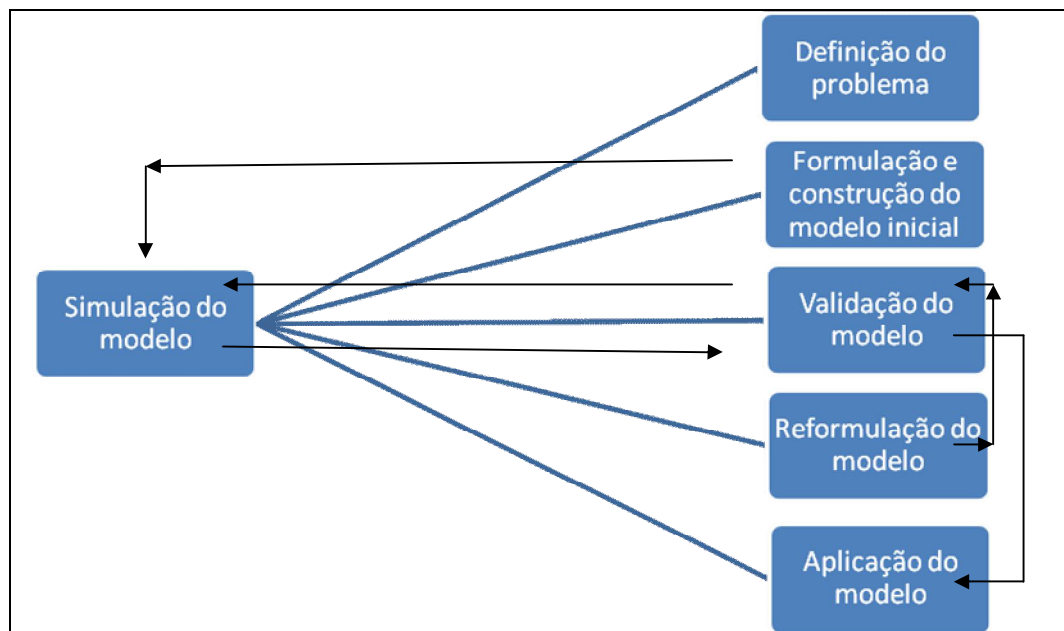 Definição do
problema
Formulação e
construção do
modelo inicial
Simulação do
modelo
Validação do
modelo
Reformulação do
modelo
Aplicação do
modelo